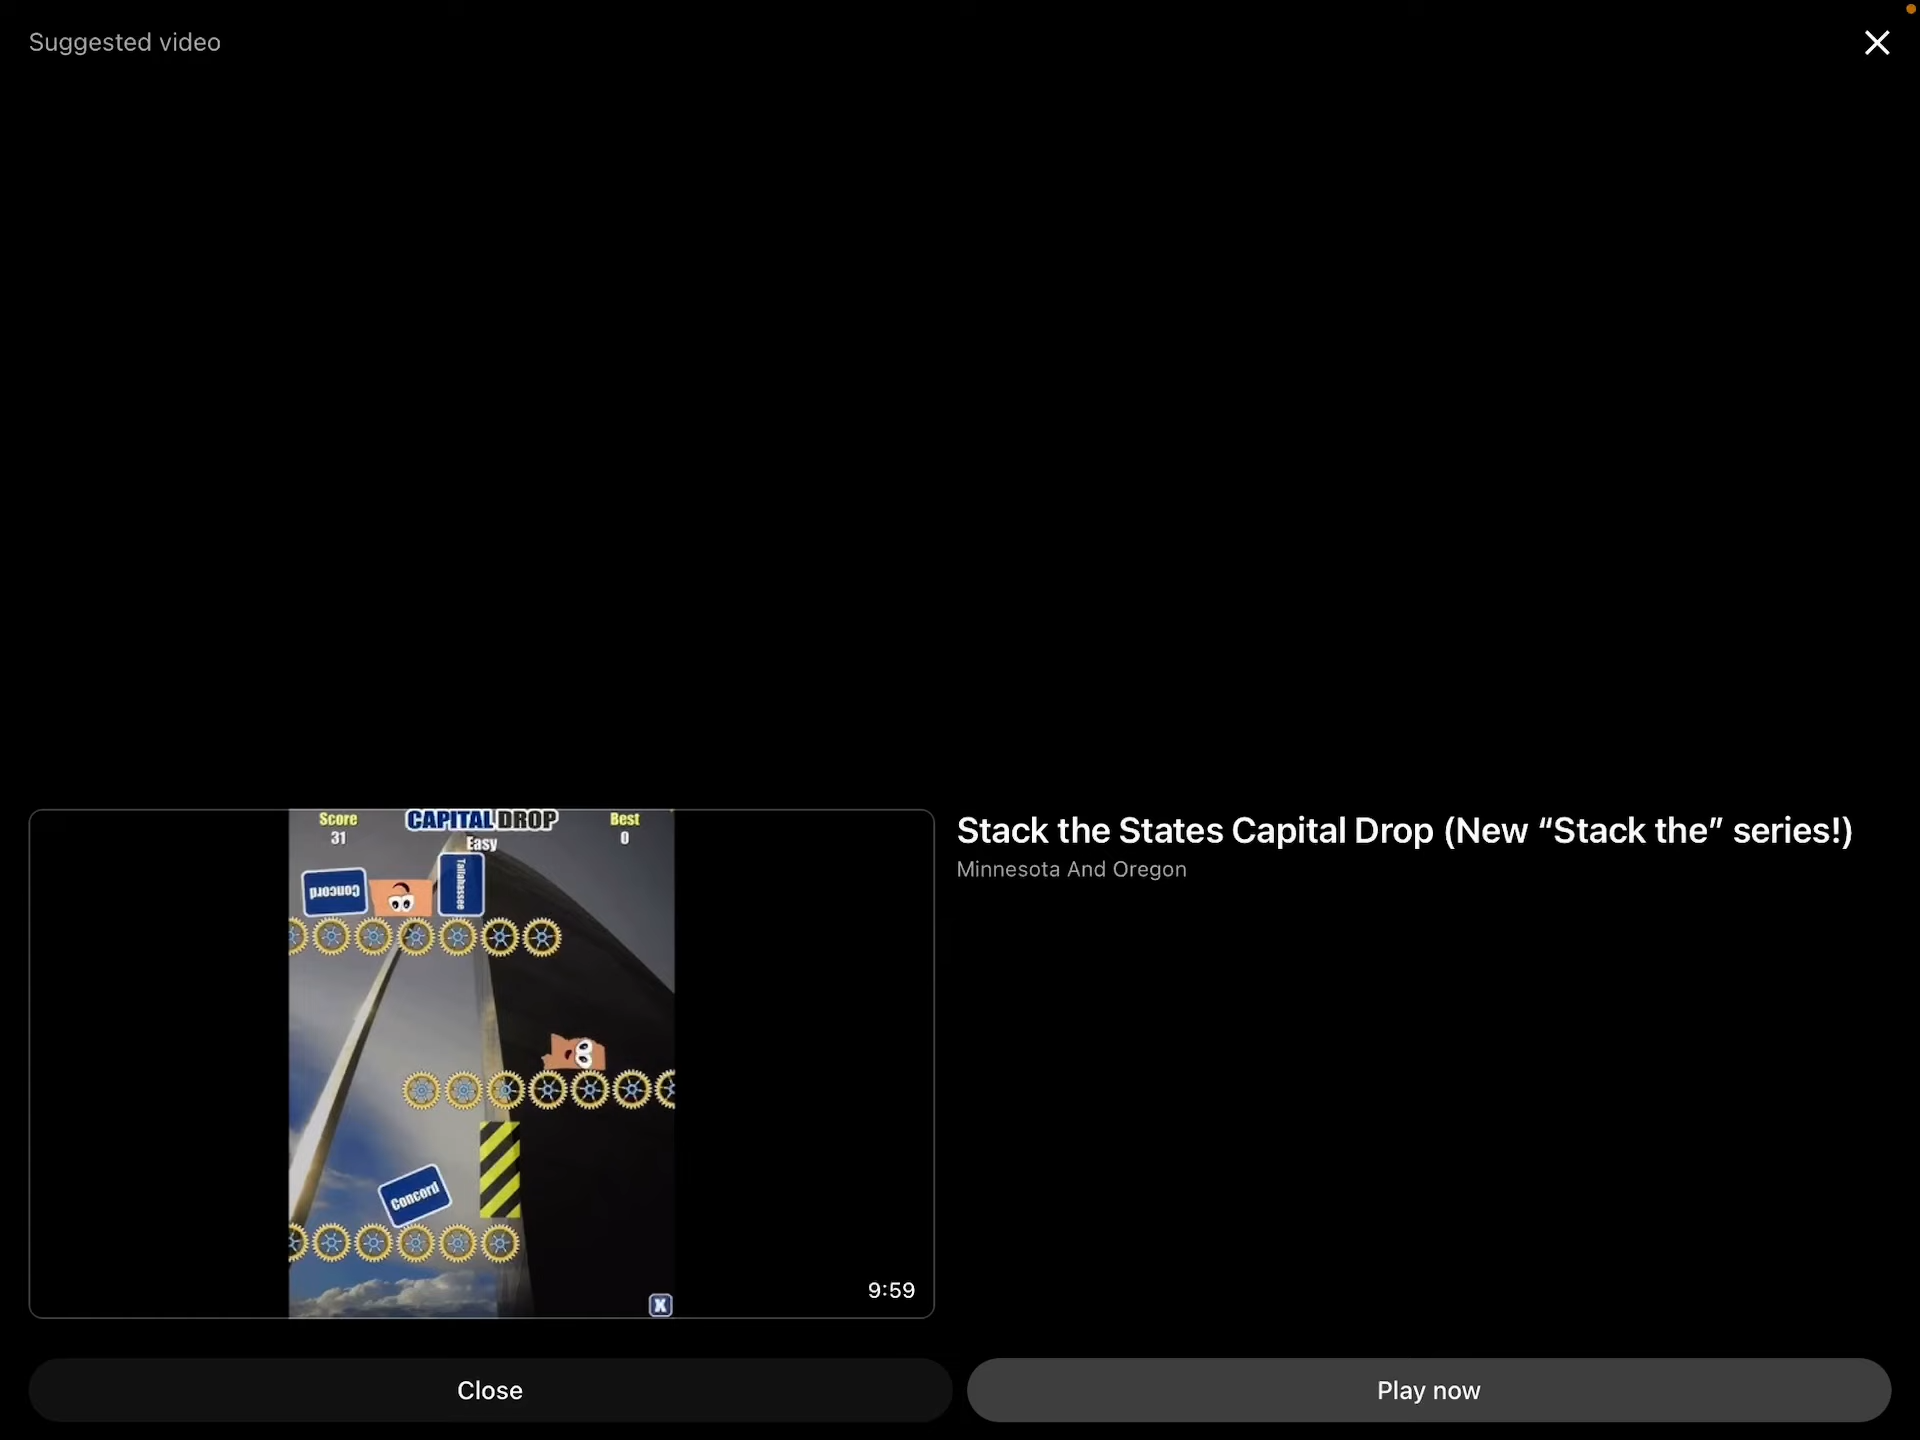 Suggested video
Score
CAPITAL DROP
Best
31
Easy
0
Concord
Tallahassee
Concord
9:59
X
Stack the States Capital Drop (New “Stack the” series!)
Minnesota And Oregon
Close
Play now